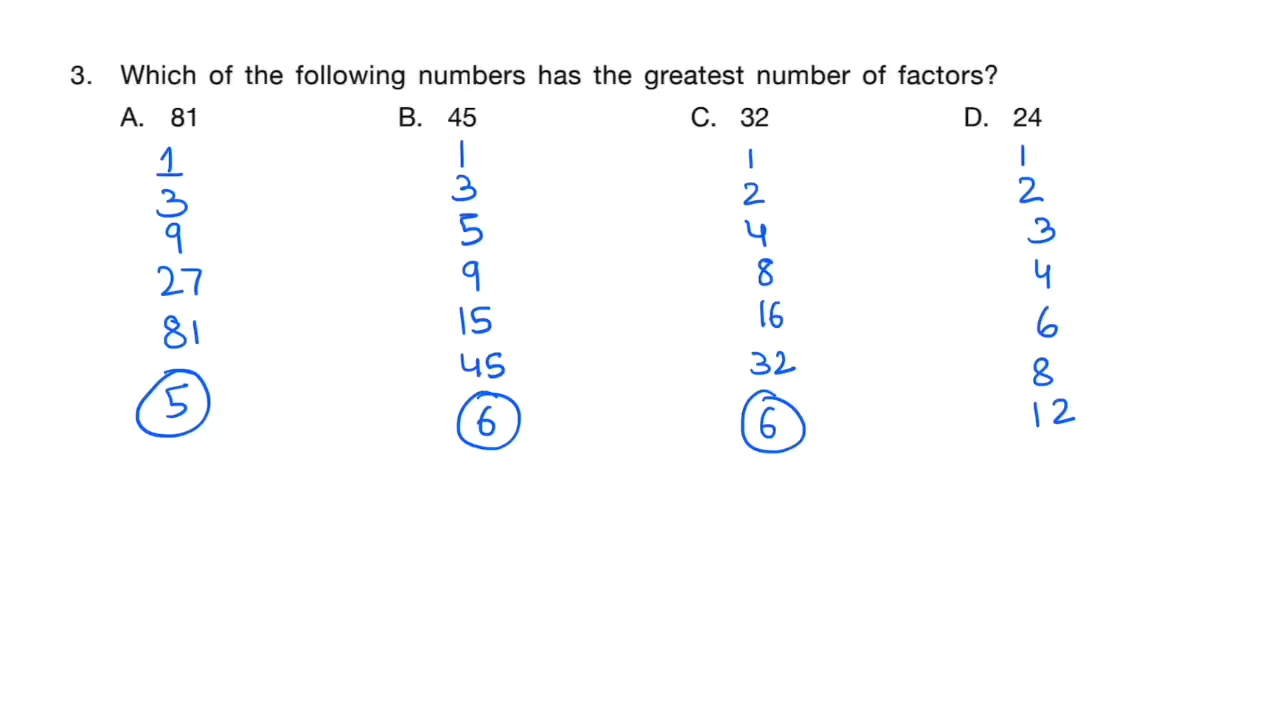 3. Which of the following numbers has the greatest number of factors?
A. 81 B. 45 C. 32 D. 24
1 1 1 1
3 3 2 2
9 5 4 3
27 9 8 4
81 15 16 6
5 45 32 8
6 6 12